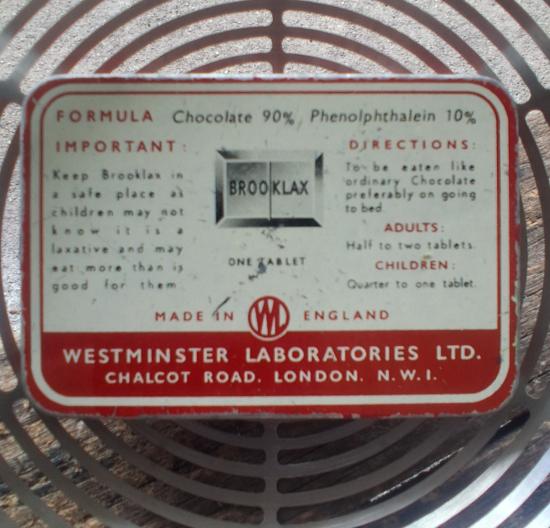 FORMULA Chocolate 90% Phenolphthalein 10%
IMPORTANT:
Keep Brooklax in
a safe place as
children may not
know it is a
laxative and may
eat more than is
good for them
BROOKLAX
ONE TABLET
DIRECTIONS:
To be eaten like
ordinary Chocolate
preferably on going
to bed.
ADULTS:
Half to two tablets.
CHILDREN:
Quarter to one tablet.
MADE IN WL ENGLAND
WESTMINSTER LABORATORIES LTD.
CHALCOT ROAD. LONDON. N.W.1.